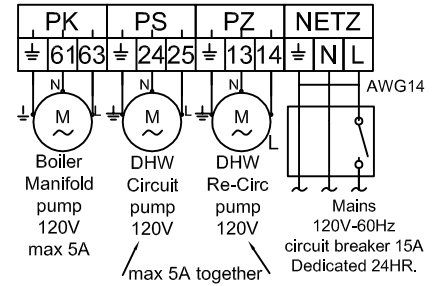 PK PS PZ NETZ
⏚ 61 63 ⏚ 24 25 ⏚ 13 14 ⏚ N L
AWG14
N L N L N
M ~ M ~ M ~
L
Boiler Manifold pump 120V max 5A
DHW Circuit pump 120V
DHW Re-Circ pump 120V
max 5A together
Mains
120V-60Hz
circuit breaker 15A
Dedicated 24HR.